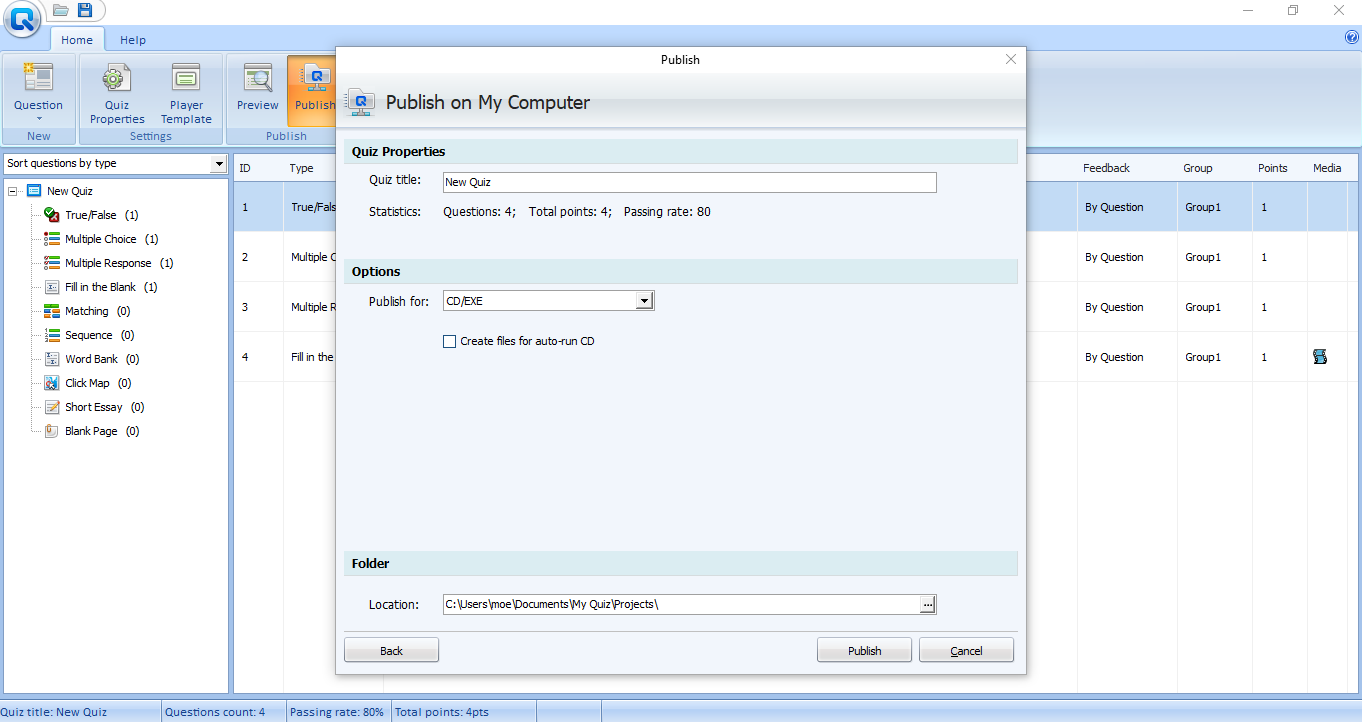 Home Help
Question
New
Quiz Properties
Player Template
Settings
Preview
Publish
Publish
Sort questions by type
New Quiz
True/False (1)
Multiple Choice (1)
Multiple Response (1)
Fill in the Blank (1)
Matching (0)
Sequence (0)
Word Bank (0)
Click Map (0)
Short Essay (0)
Blank Page (0)
ID Type Feedback Group Points Media
1 True/Fals By Question Group1 1
2 Multiple C By Question Group1 1
3 Multiple R By Question Group1 1
4 Fill in the By Question Group1 1
Publish
Publish on My Computer
Quiz Properties
Quiz title: New Quiz
Statistics: Questions: 4; Total points: 4; Passing rate: 80
Options
Publish for: CD/EXE
Create files for auto-run CD
Folder
Location: C:\Users\moe\Documents\My Quiz\Projects\ ...
Back Publish Cancel
Quiz title: New Quiz Questions count: 4 Passing rate: 80% Total points: 4pts